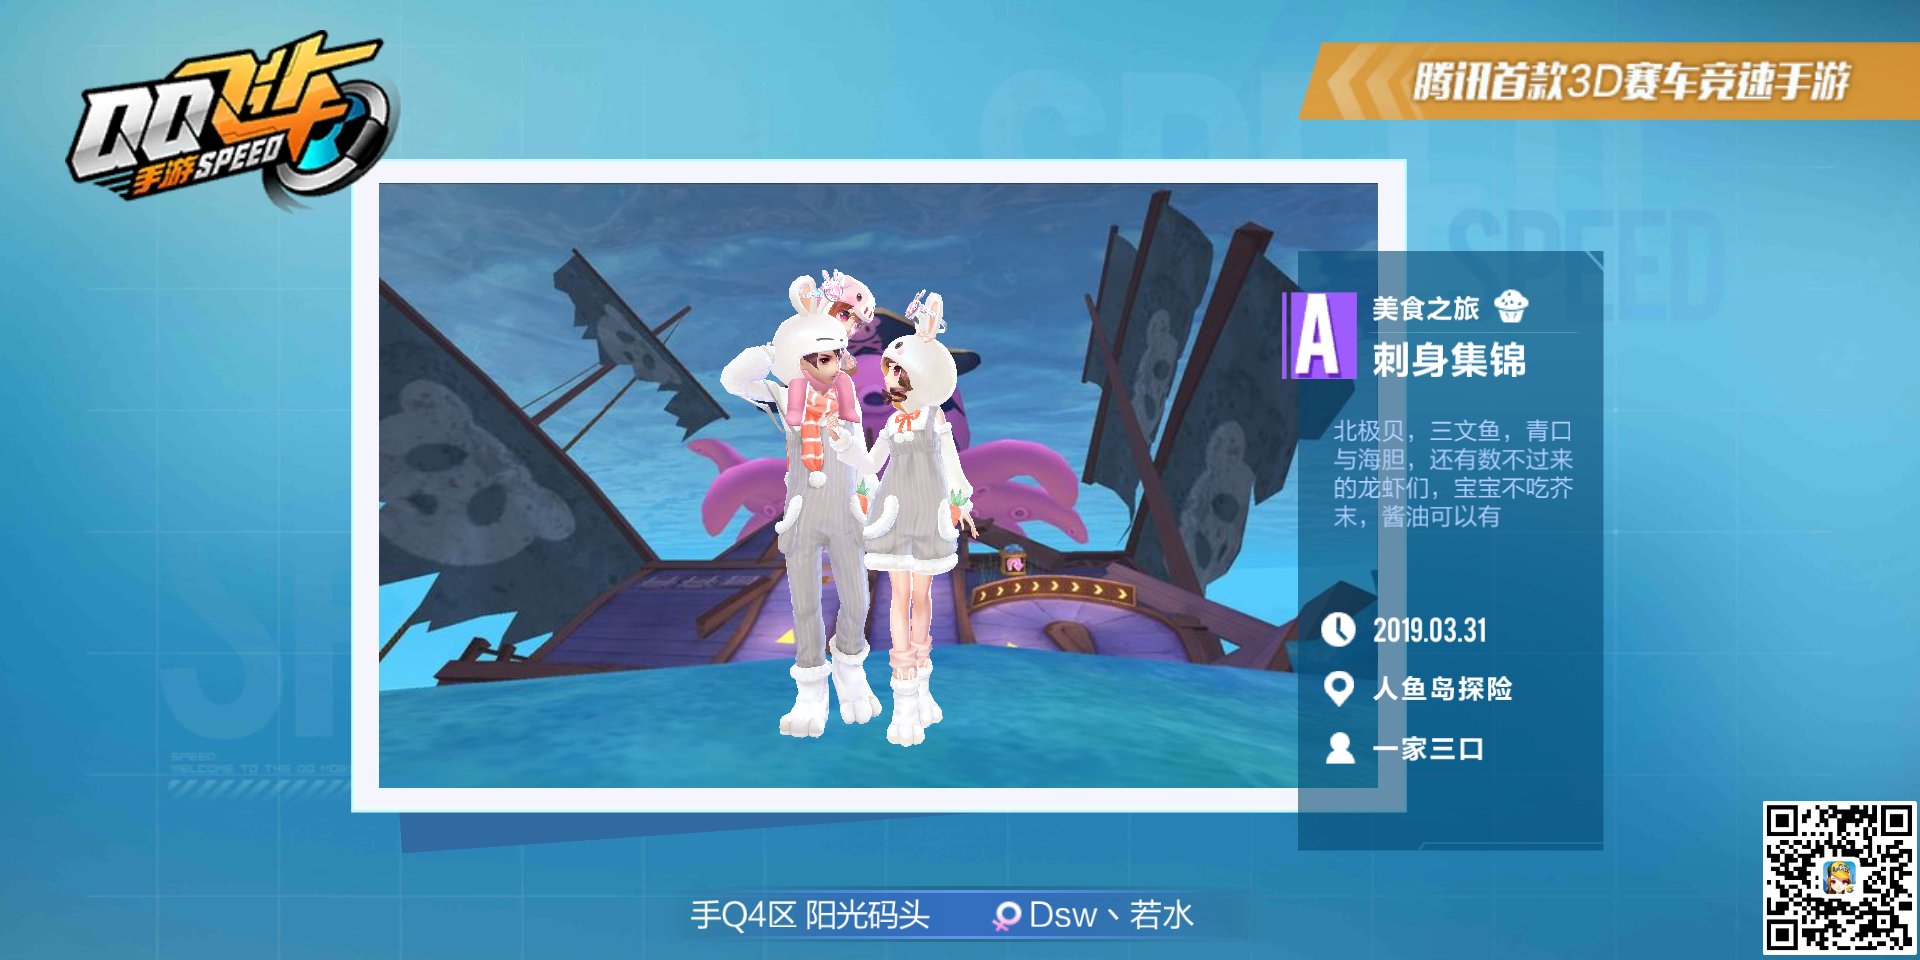 QQ飞车
手游SPEED
腾讯首款3D赛车竞速手游
SPEED
SPEED
A
美食之旅
刺身集锦
北极贝，三文鱼，青口
与海胆，还有数不过来
的龙虾们，宝宝不吃芥
末，酱油可以有
2019.03.31
人鱼岛探险
一家三口
SPEED
手Q4区 阳光码头
Dsw丶若水